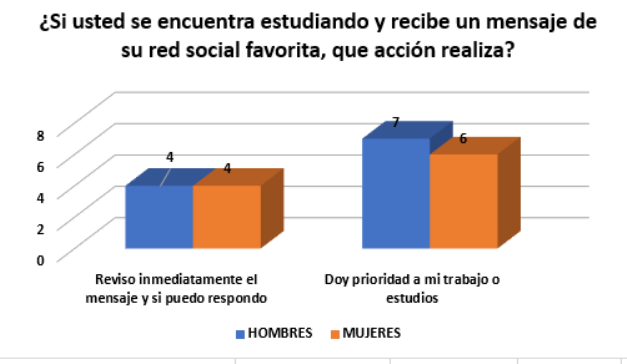 ¿Si usted se encuentra estudiando y recibe un mensaje de
su red social favorita, que acción realiza?
8
6
4
2
0
4
4
7
6
Reviso inmediatamente el
mensaje y si puedo respondo
Doy prioridad a mi trabajo o
estudios
HOMBRES
MUJERES